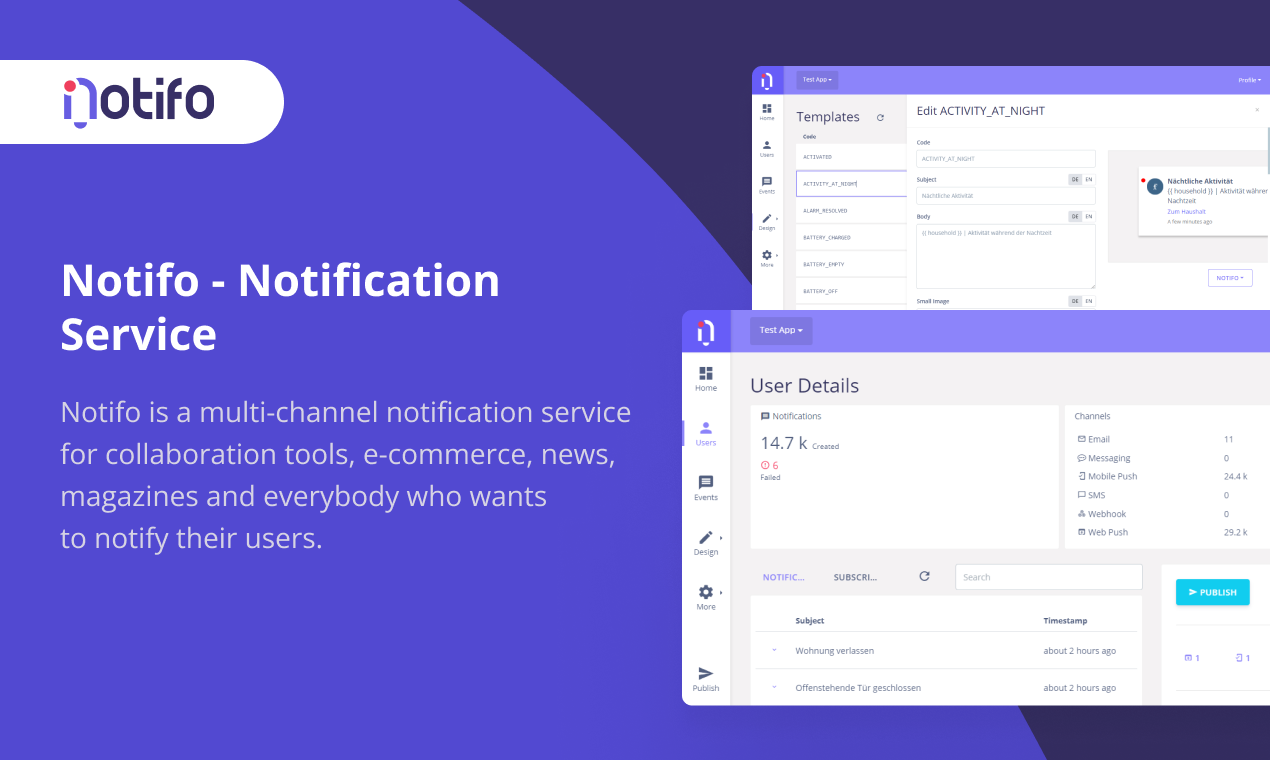 notifo
Notifo - Notification
Service
Notifo is a multi-channel notification service
for collaboration tools, e-commerce, news,
magazines and everybody who wants
to notify their users.
Test App
Profile
Home
Users
Events
Design
More
Templates
Code
ACTIVATED
ACTIVITY_AT_NIGHT
ALARM_RESOLVED
BATTERY_CHARGED
BATTERY_EMPTY
BATTERY_OFF
Edit ACTIVITY_AT_NIGHT
×
Code
ACTIVITY_AT_NIGHT
Subject DE EN
Nächtliche Aktivität
Body DE EN
{{ household }} | Aktivität während der Nachtzeit
Small Image DE EN
Nächtliche Aktivität
{{ household }} | Aktivität währen
Nachtzeit
Zum Haushalt
A few minutes ago
NOTIFO
Test App
Home
Users
Events
Design
More
Publish
User Details
Notifications
14.7 k Created
6
Failed
Channels
Email 11
Messaging 0
Mobile Push 24.4 k
SMS 0
Webhook 0
Web Push 29.2 k
NOTIFIC... SUBSCRI... Search
Subject Timestamp
Wohnung verlassen about 2 hours ago
Offenstehende Tür geschlossen about 2 hours ago
PUBLISH
1 1